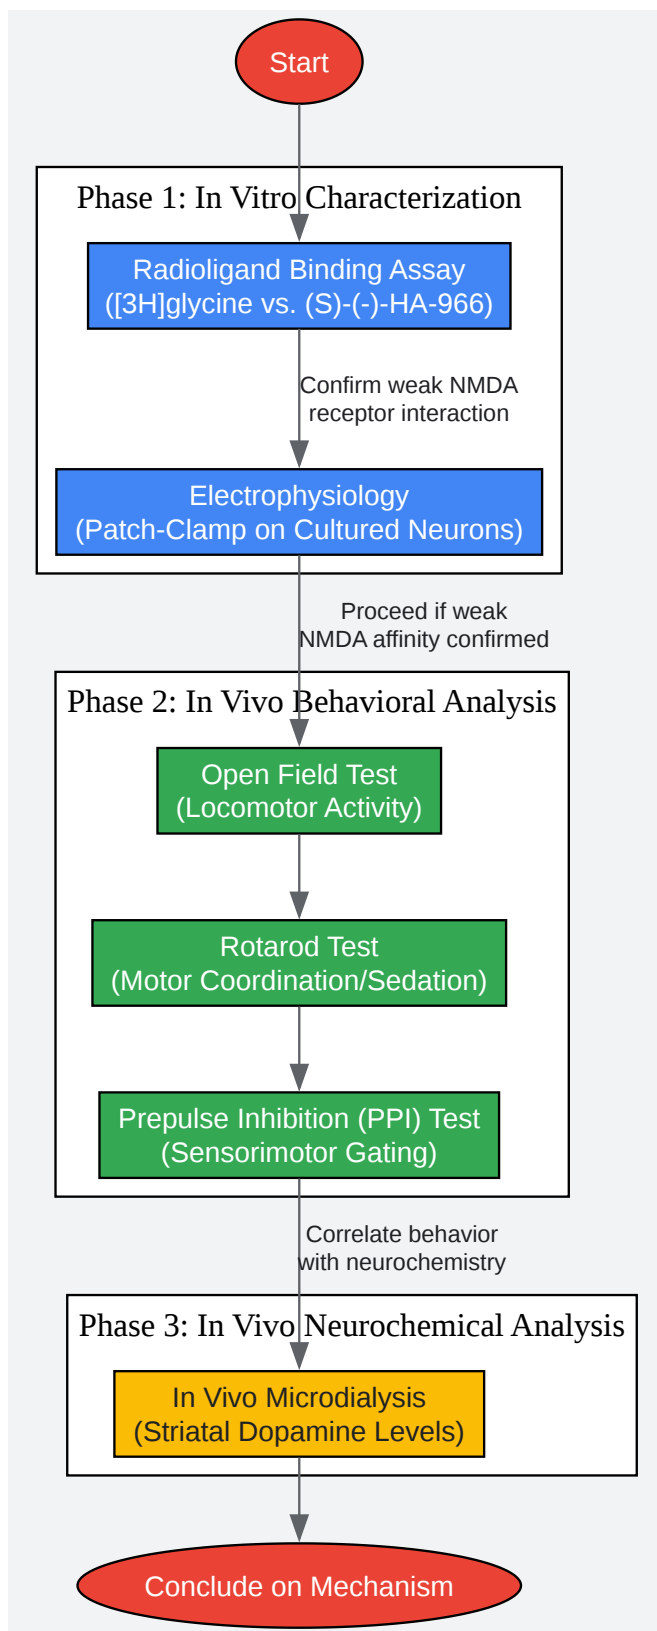 Start
Phase 1: In Vitro Characterization
Radioligand Binding Assay
([3H]glycine vs. (S)-(-)-HA-966)
Confirm weak NMDA
receptor interaction
Electrophysiology
(Patch-Clamp on Cultured Neurons)
Proceed if weak
NMDA affinity confirmed
Phase 2: In Vivo Behavioral Analysis
Open Field Test
(Locomotor Activity)
Rotarod Test
(Motor Coordination/Sedation)
Prepulse Inhibition (PPI) Test
(Sensorimotor Gating)
Correlate behavior
with neurochemistry
Phase 3: In Vivo Neurochemical Analysis
In Vivo Microdialysis
(Striatal Dopamine Levels)
Conclude on Mechanism